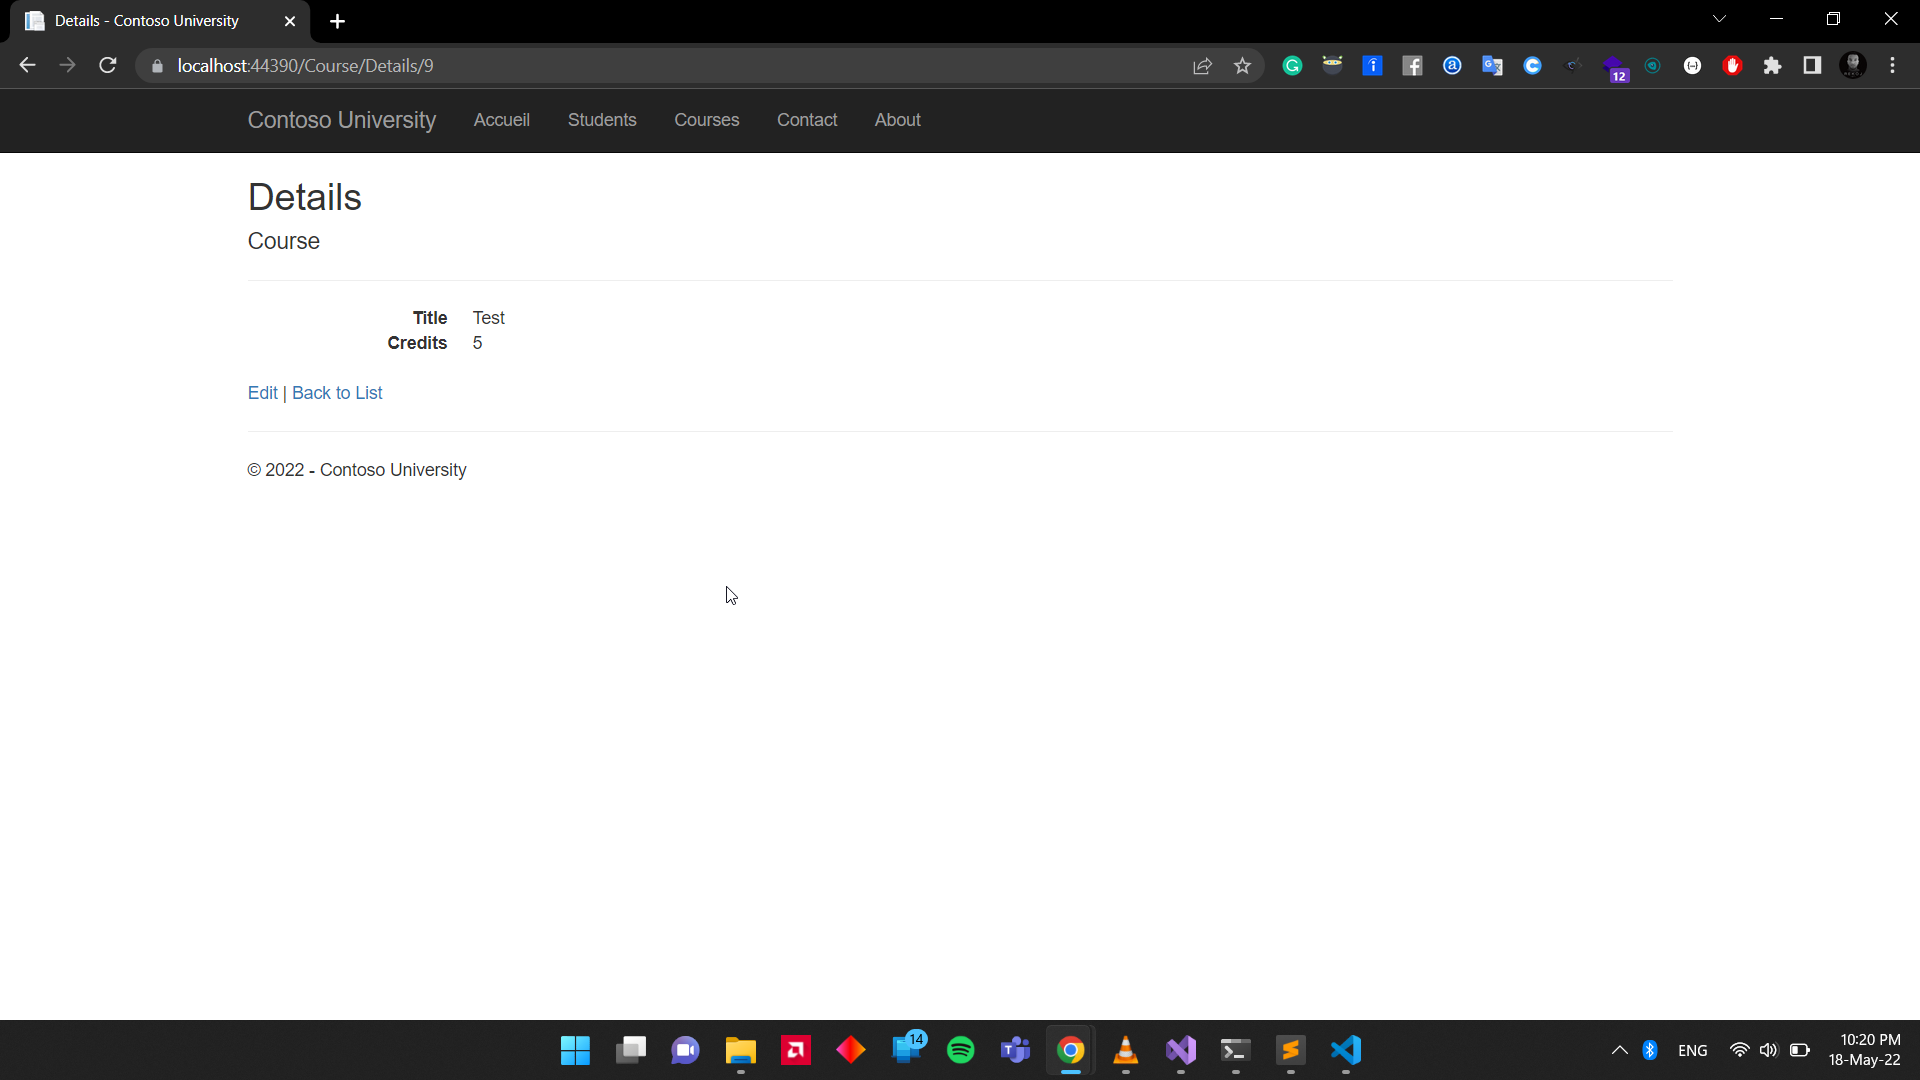 Details - Contoso University
localhost:44390/Course/Details/9
12
Contoso University Accueil Students Courses Contact About
Details
Course
Title Test
Credits 5
Edit | Back to List
© 2022 - Contoso University
14
ENG
10:20 PM
18-May-22